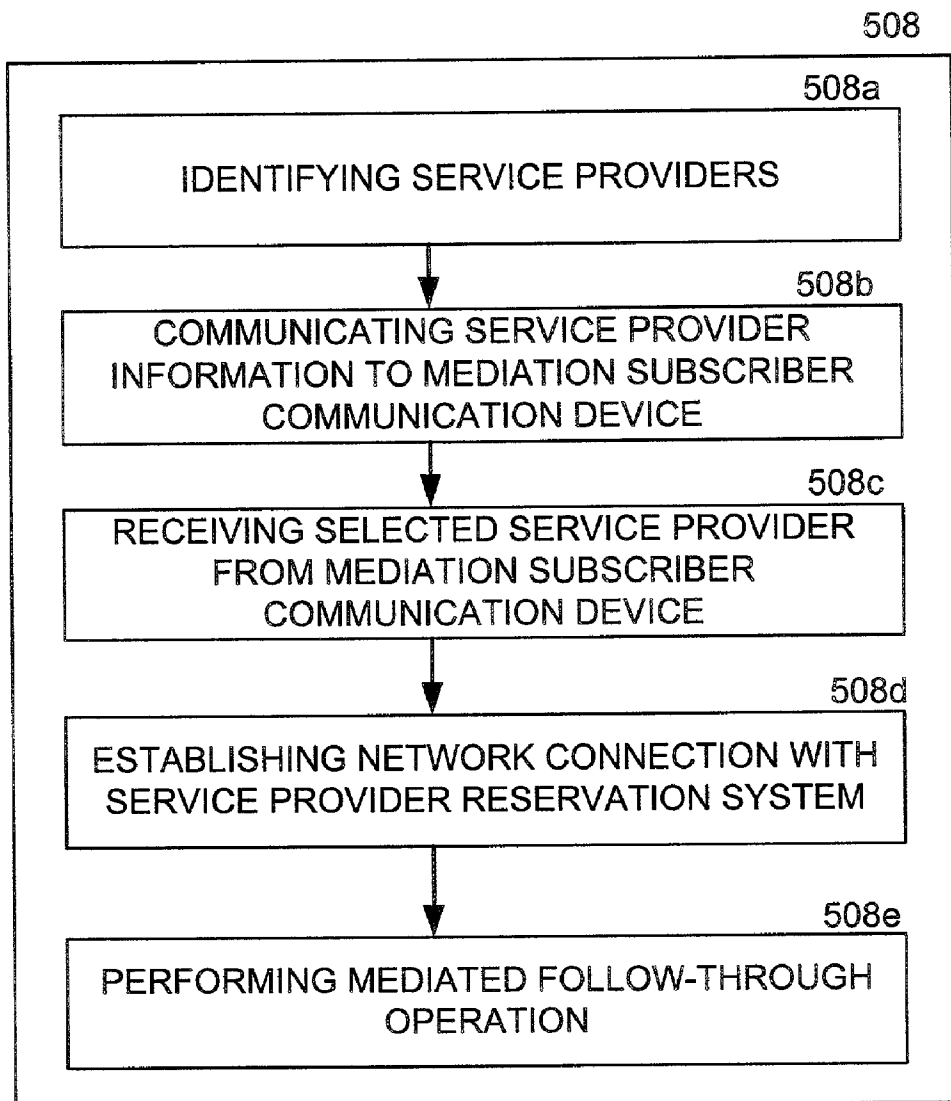 508
508a
IDENTIFYING SERVICE PROVIDERS
508b
COMMUNICATING SERVICE PROVIDER
INFORMATION TO MEDIATION SUBSCRIBER
COMMUNICATION DEVICE
508c
RECEIVING SELECTED SERVICE PROVIDER
FROM MEDIATION SUBSCRIBER
COMMUNICATION DEVICE
508d
ESTABLISHING NETWORK CONNECTION WITH
SERVICE PROVIDER RESERVATION SYSTEM
508e
PERFORMING MEDIATED FOLLOW-THROUGH
OPERATION